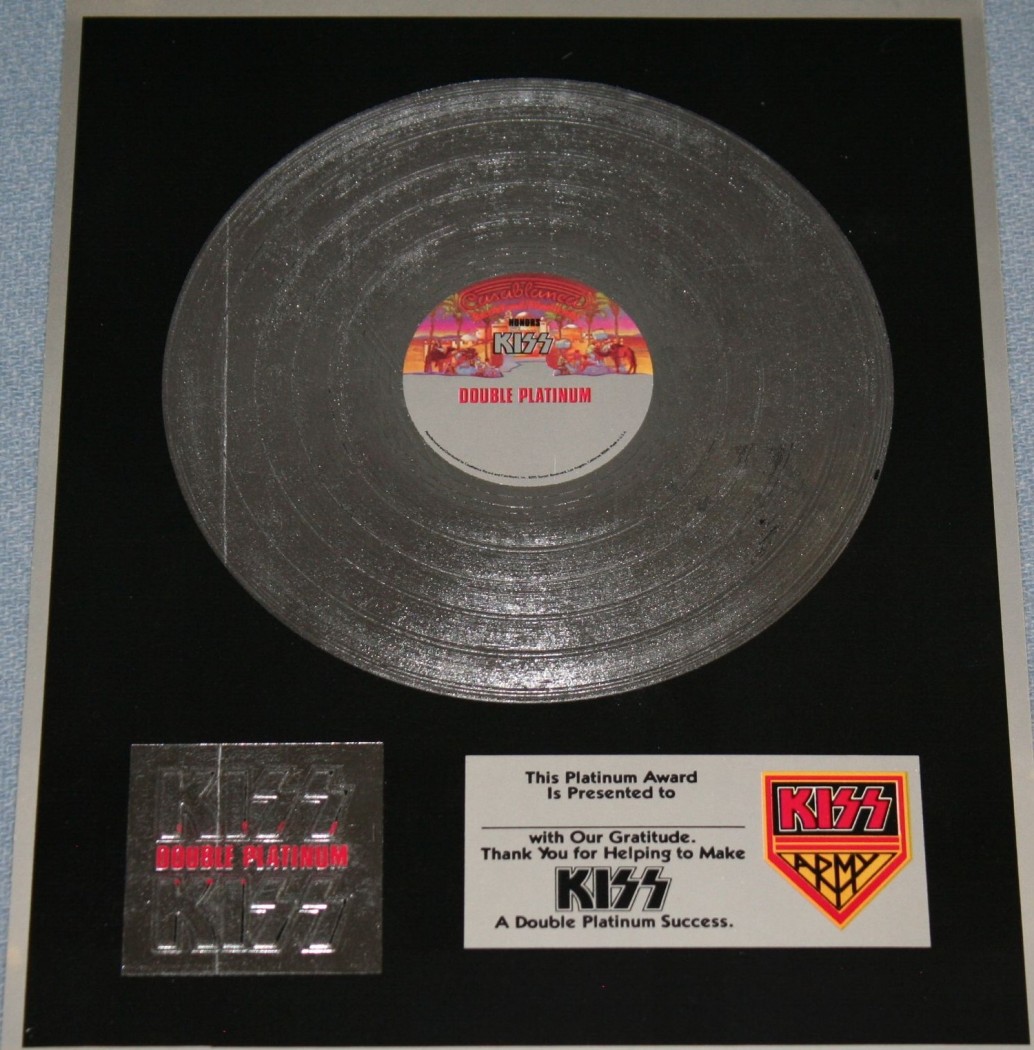 Casablanca
HONORS
KISS
DOUBLE PLATINUM
KISS
DOUBLE PLATINUM
KISS
This Platinum Award
Is Presented to
with Our Gratitude.
Thank You for Helping to Make
KISS
A Double Platinum Success.
KISS
ARMY